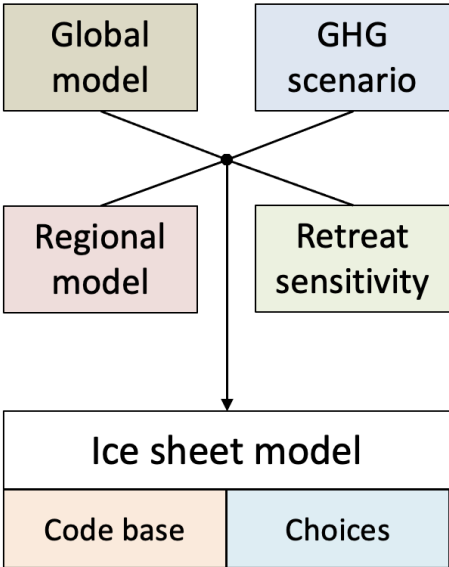 Global
model
GHG
scenario
Regional
model
Retreat
sensitivity
Ice sheet model
Code base
Choices